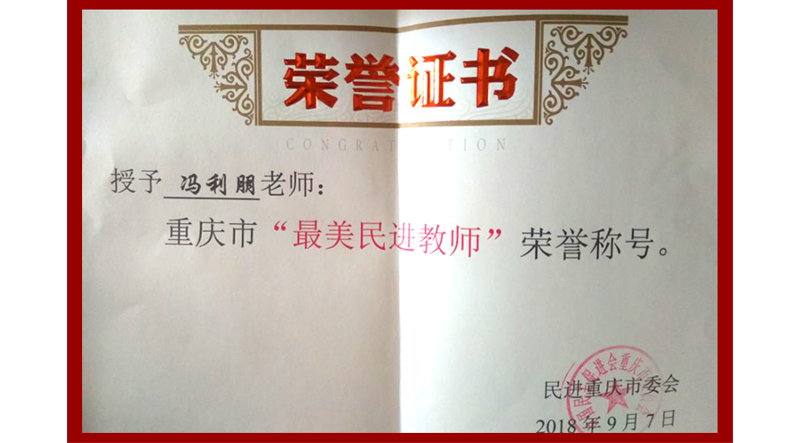 荣誉证书
CONGRAT TION
授予 冯利朋老师：
重庆市“最美民进教师”荣誉称号。
民进重庆市委会
2018年9月7日